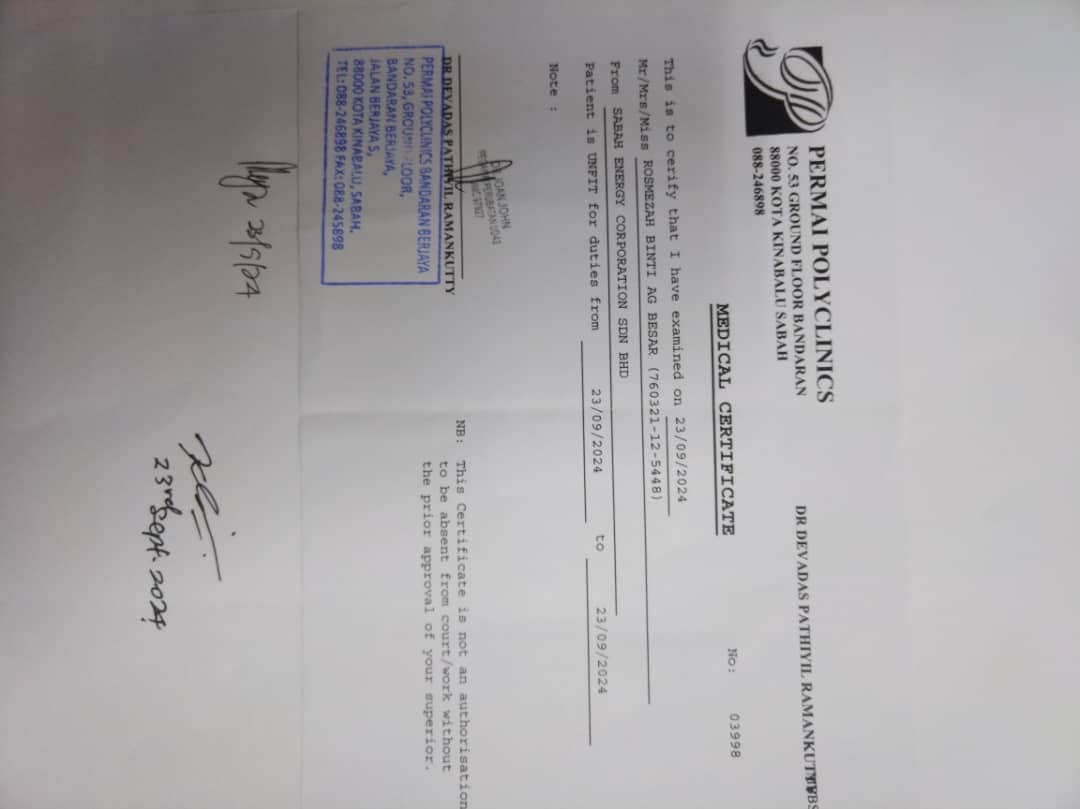 PERMAI POLYCLINICS
NO. 53 GROUND FLOOR BANDARAN
88000 KOTA KINABALU SABAH
088-246898
DR DEVADAS PATHIYIL RAMANKUTTY
MEDICAL CERTIFICATE
No: 03998
This is to cerify that I have examined on 23/09/2024
Mr/Mrs/Miss ROSMEZAH BINTI AG BESAR (760321-12-5448)
From SABAH ENERGY CORPORATION SDN BHD
Patient is UNFIT for duties from 23/09/2024 to 23/09/2024
Note :
JOAN JOHN
PERUBATAN UD43
DR DEVADAS PATHIYIL RAMANKUTTY
PERMAI POLYCLINICS BANDARAN BERJAYA
NO. 53, GROUND FLOOR,
BANDARAN BERJAYA,
JALAN BERJAYA 5,
88000 KOTA KINABALU, SABAH.
TEL: 088-246898 FAX: 088-245898
NB: This Certificate is not an authorisation
to be absent from court/work without
the prior approval of your superior.
23/9/24
23rd Sept. 2024